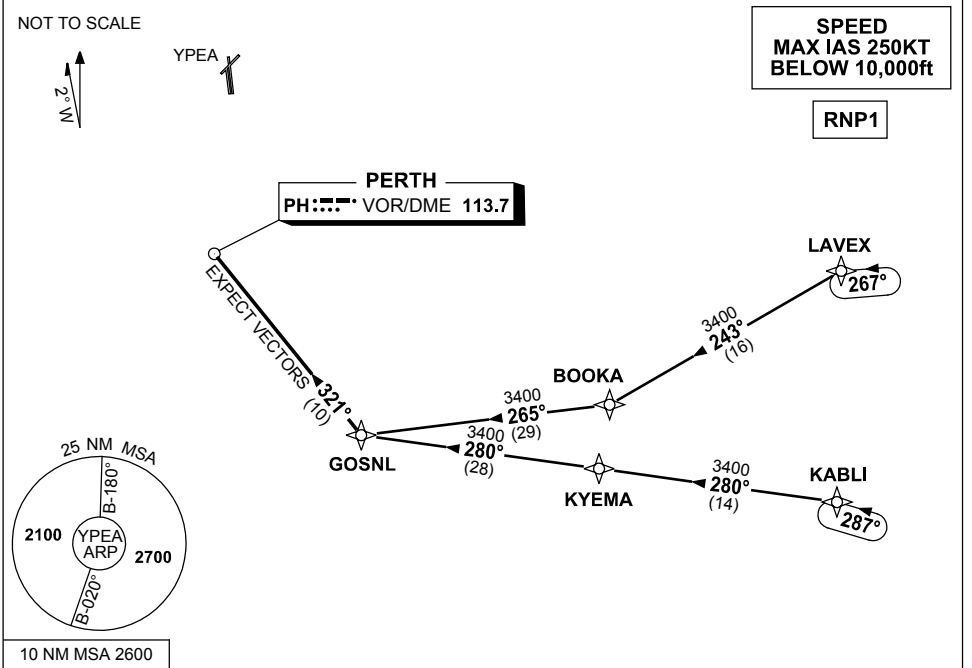 NOT TO SCALE
2° W
YPEA
SPEED
MAX IAS 250KT
BELOW 10,000ft
RNP1
PERTH
PH VOR/DME 113.7
LAVEX
267°
3400
243°
(16)
EXPECT VECTORS
321°
(10)
BOOKA
3400
265°
(29)
GOSNL
3400
280°
(28)
KYEMA
3400
280°
(14)
KABLI
287°
25 NM MSA
B-180°
2100
YPEA
ARP
2700
B-020°
10 NM MSA 2600